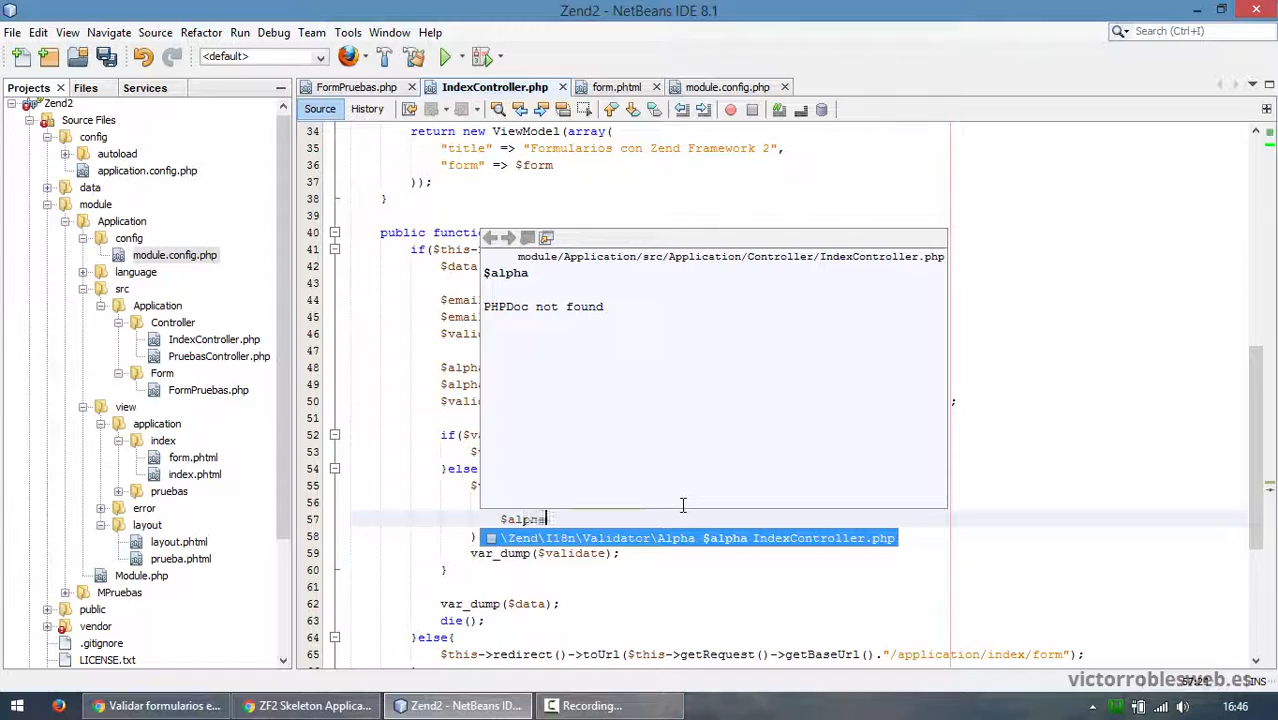 Zend2 - NetBeans IDE 8.1
File Edit View Navigate Source Refactor Run Debug Team Tools Window Help
Search (Ctrl+I)
<default>
Projects Files Services
FormPruebas.php IndexController.php form.phtml module.config.php
Source History
Zend2
Source Files
config
autoload
application.config.php
data
module
Application
config
module.config.php
language
src
Application
Controller
IndexController.php
PruebasController.php
Form
FormPruebas.php
view
application
index
form.phtml
index.phtml
pruebas
error
layout
layout.phtml
prueba.phtml
Module.php
MPruebas
public
vendor
.gitignore
LICENSE.txt
34 return new ViewModel(array(
35 "title" => "Formularios con Zend Framework 2",
36 "form" => $form
37 ));
38 }
39
40 public functi
41 if($this-
42 $data
43
44 $emai
45 $emai
46 $vali
47
48 $alph
49 $alph
50 $vali ;
51
52 if($v
53 $v
54 }else
55 $v
56
57 $alpha
58 )
59 var_dump($validate);
60 }
61
62 var_dump($data);
63 die();
64 }else{
65 $this->redirect()->toUrl($this->getRequest()->getBaseUrl()."/application/index/form");
module/Application/src/Application/Controller/IndexController.php
$alpha
PHPDoc not found
\Zend\I18n\Validator\Alpha $alpha IndexController.php
INS
victorroblesweb.es
Validar formularios e...
ZF2 Skeleton Applica...
Zend2 - NetBeans ID...
Recording...
16:46